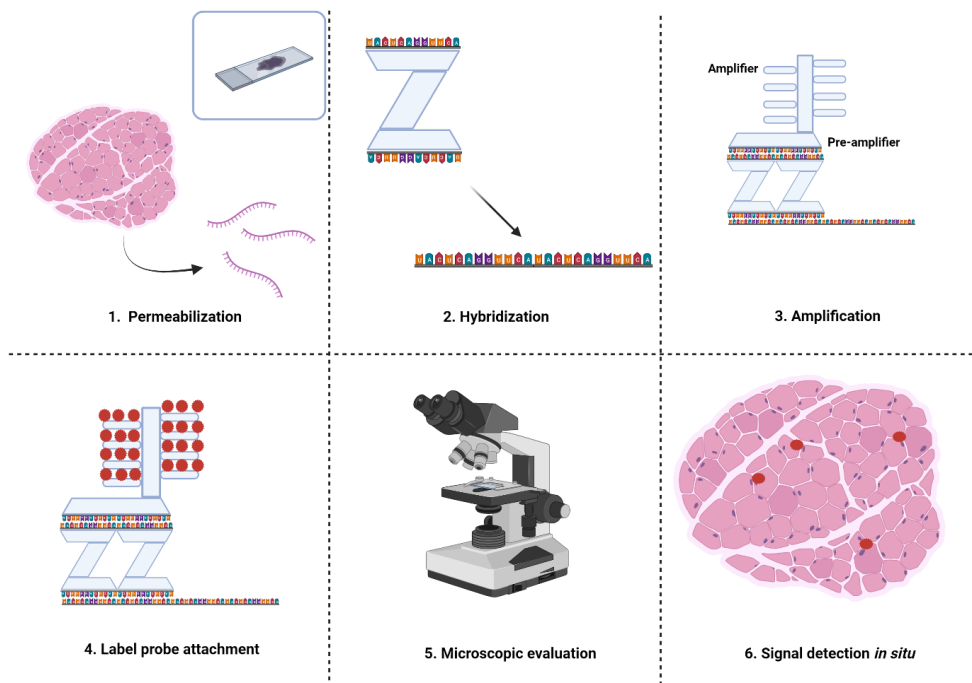 Amplifier
Pre-amplifier
UACUCAGGUUCAUACUCAGGUUCA
1. Permeabilization
2. Hybridization
3. Amplification
4. Label probe attachment
5. Microscopic evaluation
6. Signal detection in situ